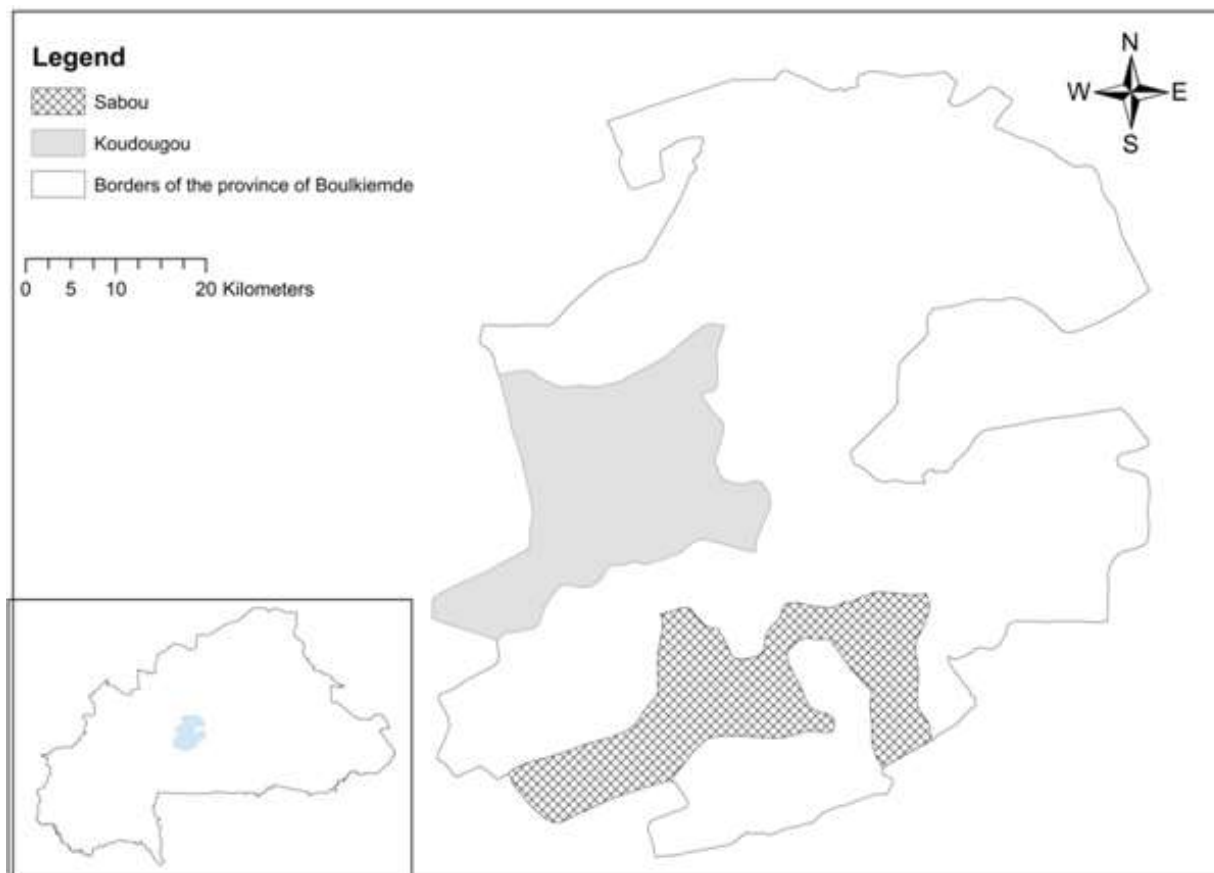 Legend
Sabou
Koudougou
Borders of the province of Boulkiemde
0 5 10 20 Kilometers
N
W E
S